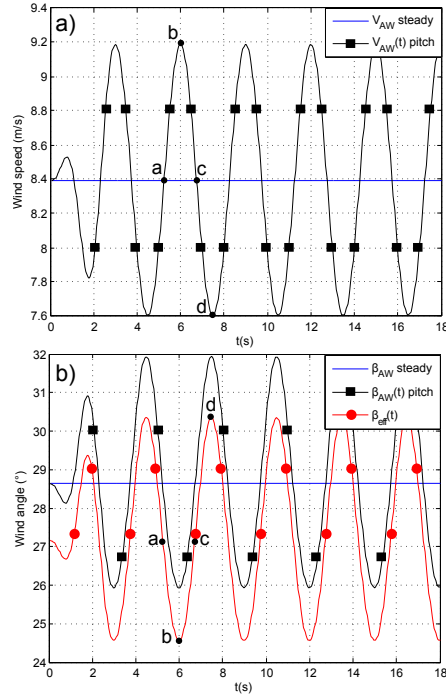 a)
V_AW steady
V_AW(t) pitch
Wind speed (m/s)
9.4
9.2
9
8.8
8.6
8.4
8.2
8
7.8
7.6
a
b
c
d
0 2 4 6 8 10 12 14 16 18
t(s)
b)
β_AW steady
β_AW(t) pitch
β_eff(t)
Wind angle (°)
32
31
30
29
28
27
26
25
24
d
a
c
b
0 2 4 6 8 10 12 14 16 18
t(s)